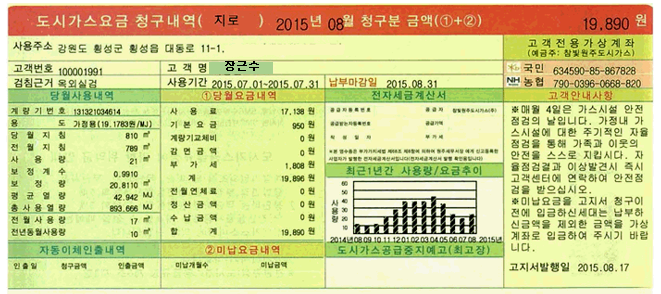 도시가스요금 청구내역( 지로 ) 2015년 08월 청구분 금액(①+②) 19,890 원
사용주소 강원도 횡성군 횡성읍 대동로 11-1.
고객전용가상계좌
(예금주: 참빛원주도시가스)
고객번호 100001991 고 객 명 장근수
국민 634590-85-867828
검침근거 옥외실검 사용기간 2015.07.01~2015.07.31 납부마감일 2015.08.31
NH 농협 790-0396-0668-820
당월사용내역
계량기번호 131321034614
용 도 가정용(19.1783원/MJ)
당월지침 810 ㎥
전월지침 789 ㎥
사용량 21 ㎥
보정계수 0.9910
보정량 20.8110 ㎥
평균열량 42.942
총사용열량 893.666 MJ
전월사용량 17 ㎥
전년동월사용량 10 ㎥
자동이체인출내역
인출일 청구금액 인출금액
①당월요금내역
사용료 17,138 원
기본요금 950 원
계량기교체비 0 원
감면금액 0 원
부가세 1,808 원
계 19,896 원
전월연체료 0 원
정산금액 0 원
수납금액 0 원
합계 19,890 원
②미납요금내역
미납개월수 미납금액
전자세금계산서
공급자등록번호 공급자 참빛원주도시가스(주)
공급받는자등록번호 공급가액
작성일자 부가세
최근1년간 사용량/요금추이
사용량
60
50
40
30
20
10
0
2014년 08 09 10 11 12 01 02 03 04 05 06 07 08 2015년
도시가스공급중지예고(최고장)
고객안내사항
※매월 4일은 가스시설 안전
점검의 날입니다. 가정내 가
스시설에 대한 주기적인 자율
점검을 통해 가족과 이웃의
안전을 스스로 지킵시다. 자
율점검결과 이상발견시 즉시
고객센터에 연락하여 안전점
검을 받으십시오.
※미납요금을 고지서 청구이
전에 입금하신세대는 납부하
신금액을 제외한 금액을 가상
계좌로 입금하여 주시기 바랍
니다.
고지서발행일 2015.08.17